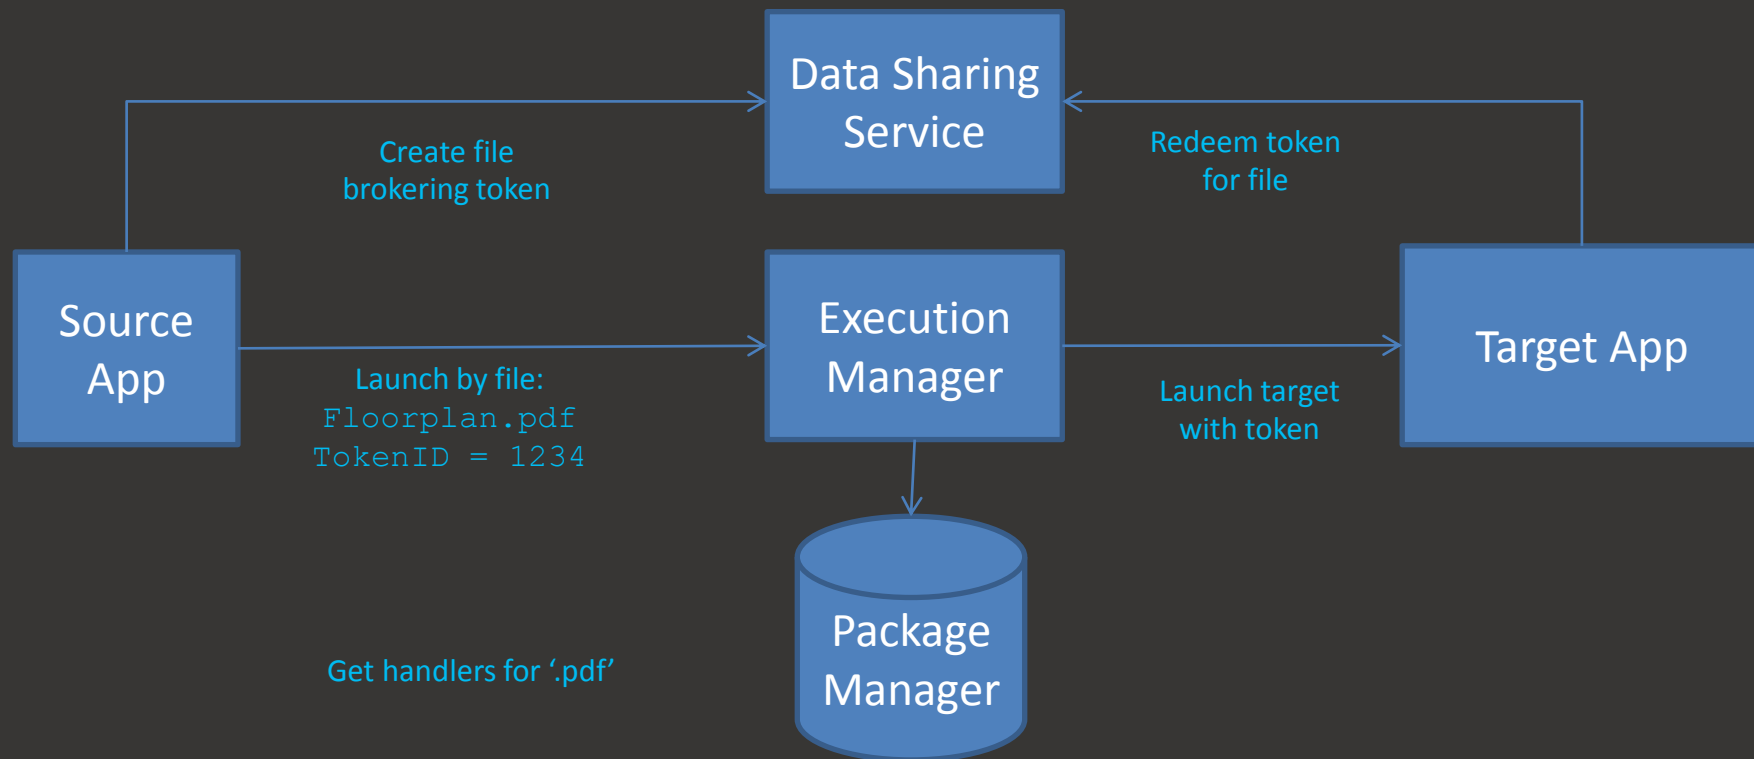 Data Sharing
Service
Create file
brokering token
Redeem token
for file
Source
App
Execution
Manager
Target App
Launch by file:
Floorplan.pdf
TokenID = 1234
Launch target
with token
Package
Manager
Get handlers for ‘.pdf’